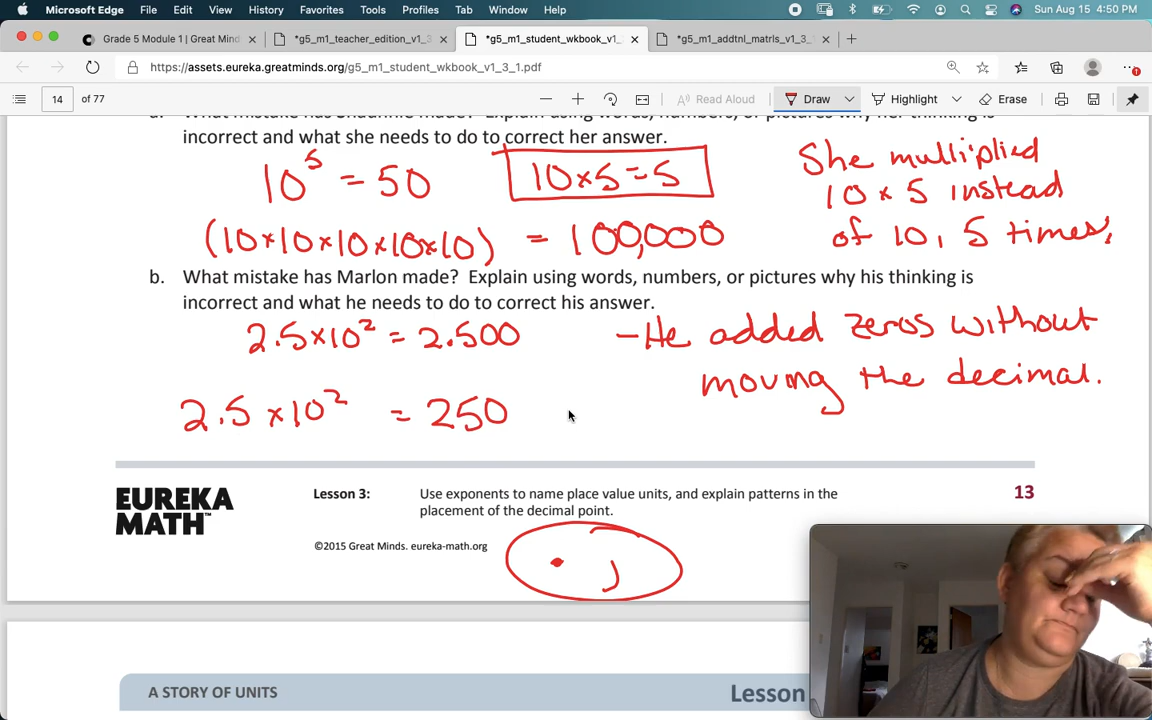 Microsoft Edge File Edit View History Favorites Tools Profiles Tab Window Help Sun Aug 15 4:50 PM
Grade 5 Module 1 | Great Mind *g5_m1_teacher_edition_v1_3_ *g5_m1_student_wkbook_v1_ *g5_m1_addtnl_matrls_v1_3_
https://assets.eureka.greatminds.org/g5_m1_student_wkbook_v1_3_1.pdf
14 of 77 Read Aloud Draw Highlight Erase
incorrect and what she needs to do to correct her answer.
10⁵ = 50 10×5=5
(10×10×10×10×10) = 100,000
She multiplied
10 × 5 instead
of 10, 5 times,
b. What mistake has Marlon made? Explain using words, numbers, or pictures why his thinking is
incorrect and what he needs to do to correct his answer.
2.5×10² = 2.500
2.5 ×10² = 250
-He added zeros without
moving the decimal.
EUREKA
MATH™
Lesson 3: Use exponents to name place value units, and explain patterns in the
placement of the decimal point.
13
©2015 Great Minds. eureka-math.org
A STORY OF UNITS Lesson